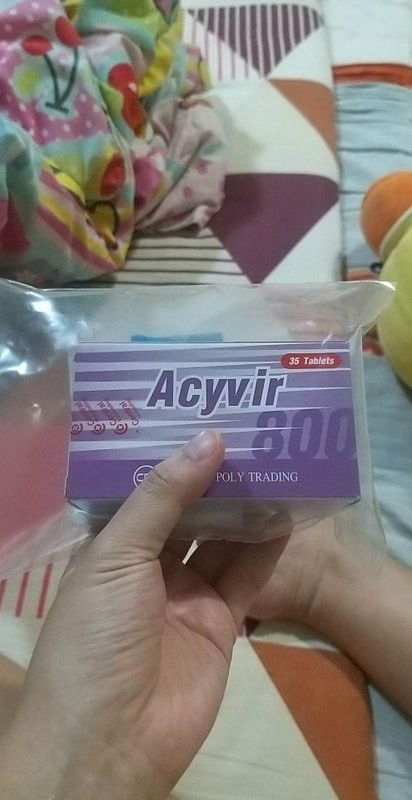 35 Tablets
Acyvir
800
POLY TRADING